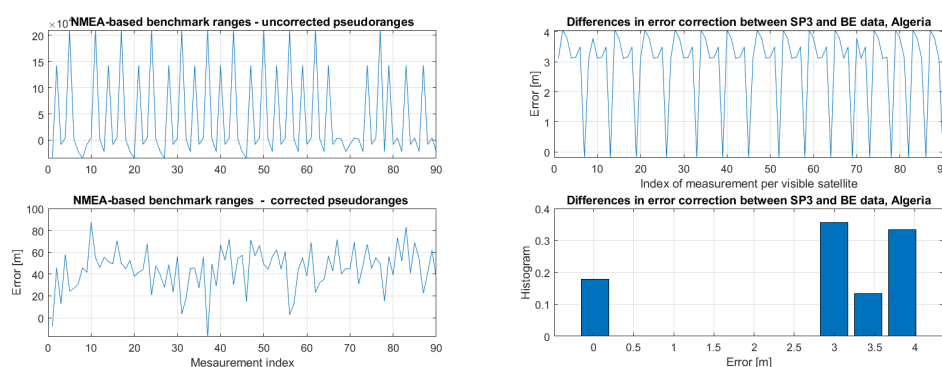 ×10
NMEA-based benchmark ranges - uncorrected pseudoranges
20
15
10
5
0
0 10 20 30 40 50 60 70 80 90
Differences in error correction between SP3 and BE data, Algeria
Error [m]
4
3
2
1
0
0 10 20 30 40 50 60 70 80
Index of measurement per visible satellite
NMEA-based benchmark ranges - corrected pseudoranges
Error [m]
100
80
60
40
20
0
0 10 20 30 40 50 60 70 80 90
Mesaurement index
Differences in error correction between SP3 and BE data, Algeria
Histogram
0.4
0.3
0.2
0.1
0
0 0.5 1 1.5 2 2.5 3 3.5 4
Error [m]